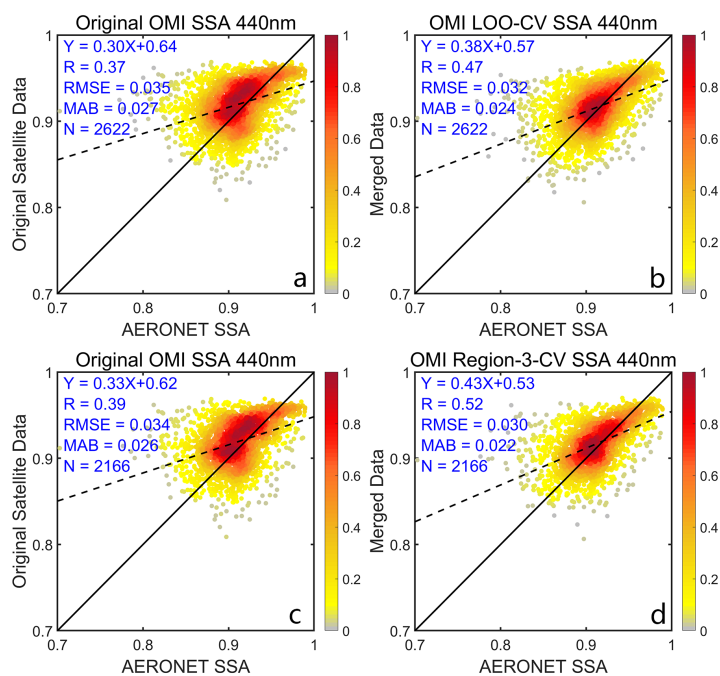 Original OMI SSA 440nm
Y = 0.30X+0.64
R = 0.37
RMSE = 0.035
MAB = 0.027
N = 2622
a
Original Satellite Data
AERONET SSA
1
0.9
0.8
0.7
0.7
0.8
0.9
1
1
0.8
0.6
0.4
0.2
0
OMI LOO-CV SSA 440nm
Y = 0.38X+0.57
R = 0.47
RMSE = 0.032
MAB = 0.024
N = 2622
b
Merged Data
AERONET SSA
1
0.9
0.8
0.7
0.7
0.8
0.9
1
1
0.8
0.6
0.4
0.2
0
Original OMI SSA 440nm
Y = 0.33X+0.62
R = 0.39
RMSE = 0.034
MAB = 0.026
N = 2166
c
Original Satellite Data
AERONET SSA
1
0.9
0.8
0.7
0.7
0.8
0.9
1
1
0.8
0.6
0.4
0.2
0
OMI Region-3-CV SSA 440nm
Y = 0.43X+0.53
R = 0.52
RMSE = 0.030
MAB = 0.022
N = 2166
d
Merged Data
AERONET SSA
1
0.9
0.8
0.7
0.7
0.8
0.9
1
1
0.8
0.6
0.4
0.2
0